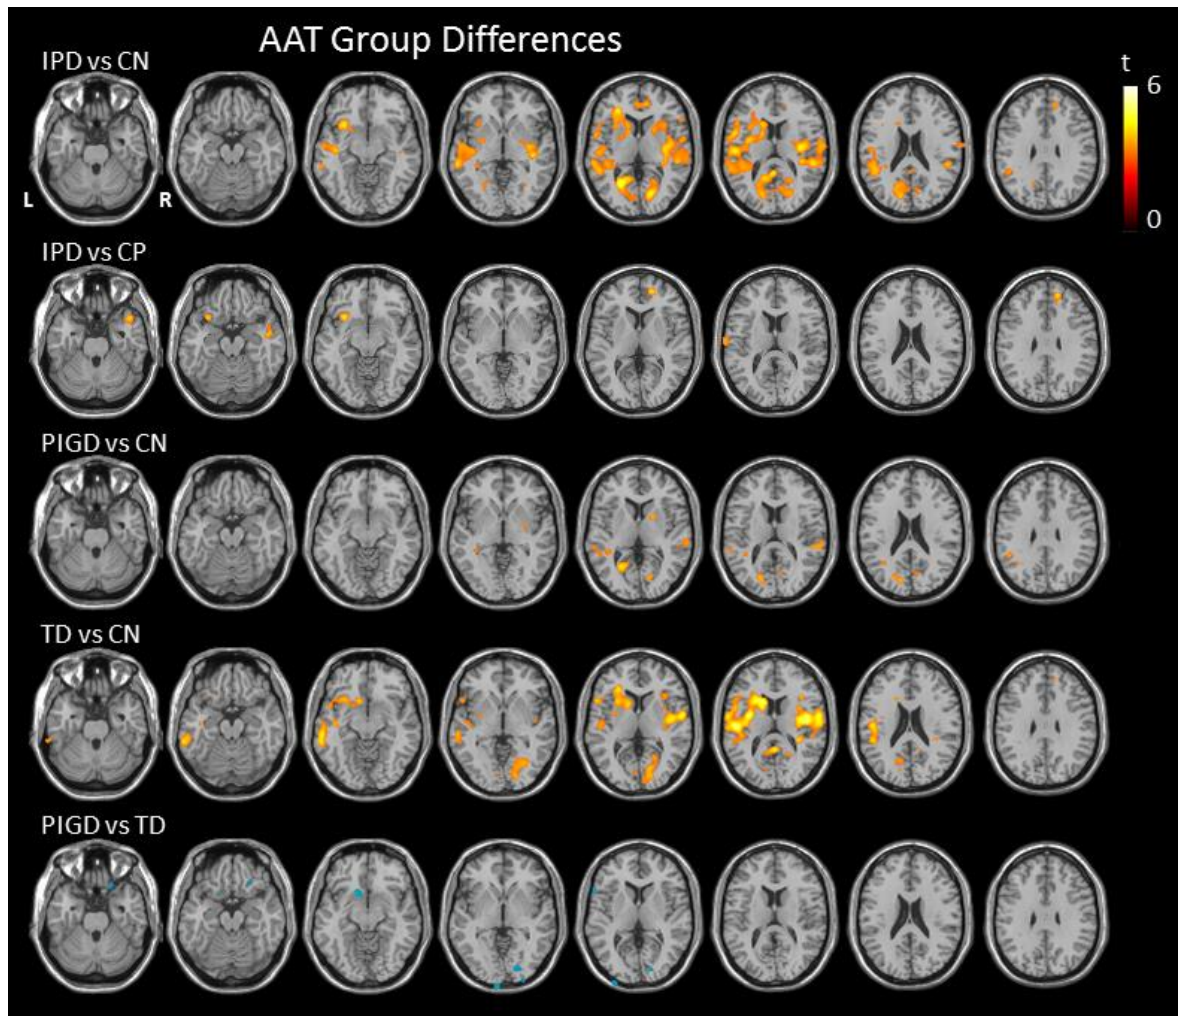 AAT Group Differences
IPD vs CN
t
6
L
R
0
IPD vs CP
PIGD vs CN
TD vs CN
PIGD vs TD